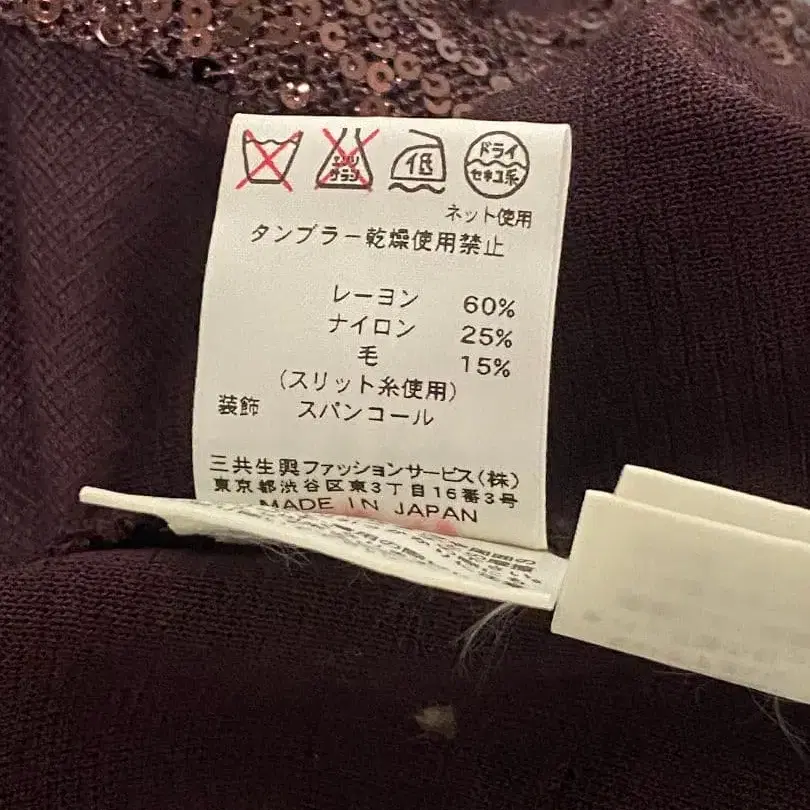 エンソ サラシ 低 ドライ セキユ系
ネット使用
タンブラー乾燥使用禁止
レーヨン 60%
ナイロン 25%
毛 15%
(スリット糸使用)
装飾 スパンコール
三共生興ファッションサービス(株)
東京都渋谷区東3丁目16番3号
MADE IN JAPAN